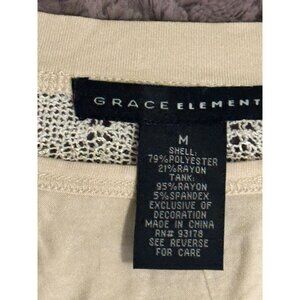 GRACE ELEMENT
M
SHELL:
79%POLYESTER
21%RAYON
TANK:
95%RAYON
5%SPANDEX
EXCLUSIVE OF
DECORATION
MADE IN CHINA
RN# 93178
SEE REVERSE
FOR CARE